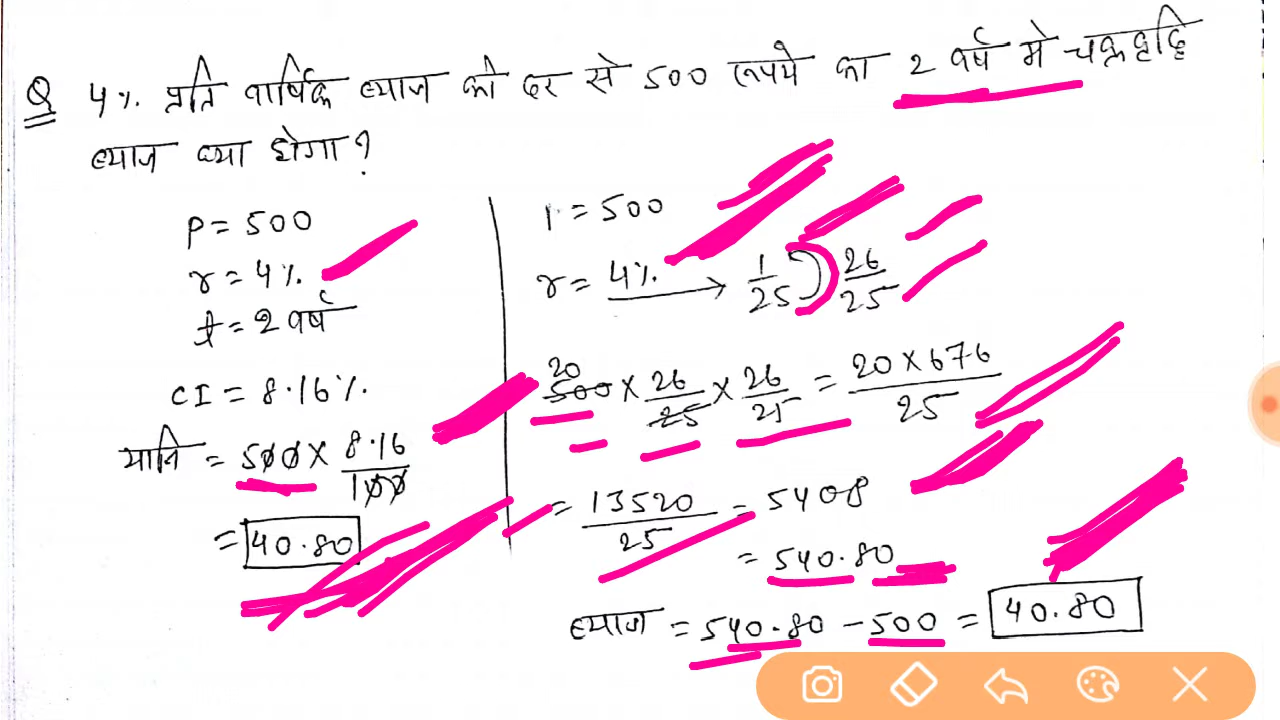 Q 4%. प्रति वार्षिक ब्याज की दर से 500 रूपये का 2 वर्ष मे चक्रवृद्धि
ब्याज क्या होगा?
P = 500
r = 4%.
t = 2 वर्ष
CI = 8.16%.
यानि = 500 × 8.16/100
= 40.80
P = 500
r = 4%. → 1/25) 26/25
20
500 × 26/25 × 26/25 = 20 × 676/25
= 13520/25 = 5408
= 540.80
ब्याज = 540.80 - 500 = 40.80